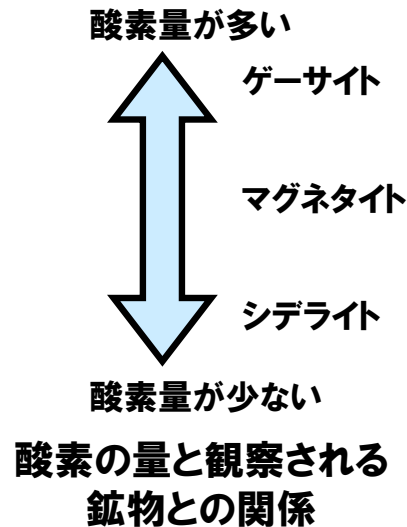 酸素量が多い
ゲーサイト
マグネタイト
シデライト
酸素量が少ない
酸素の量と観察される
鉱物との関係